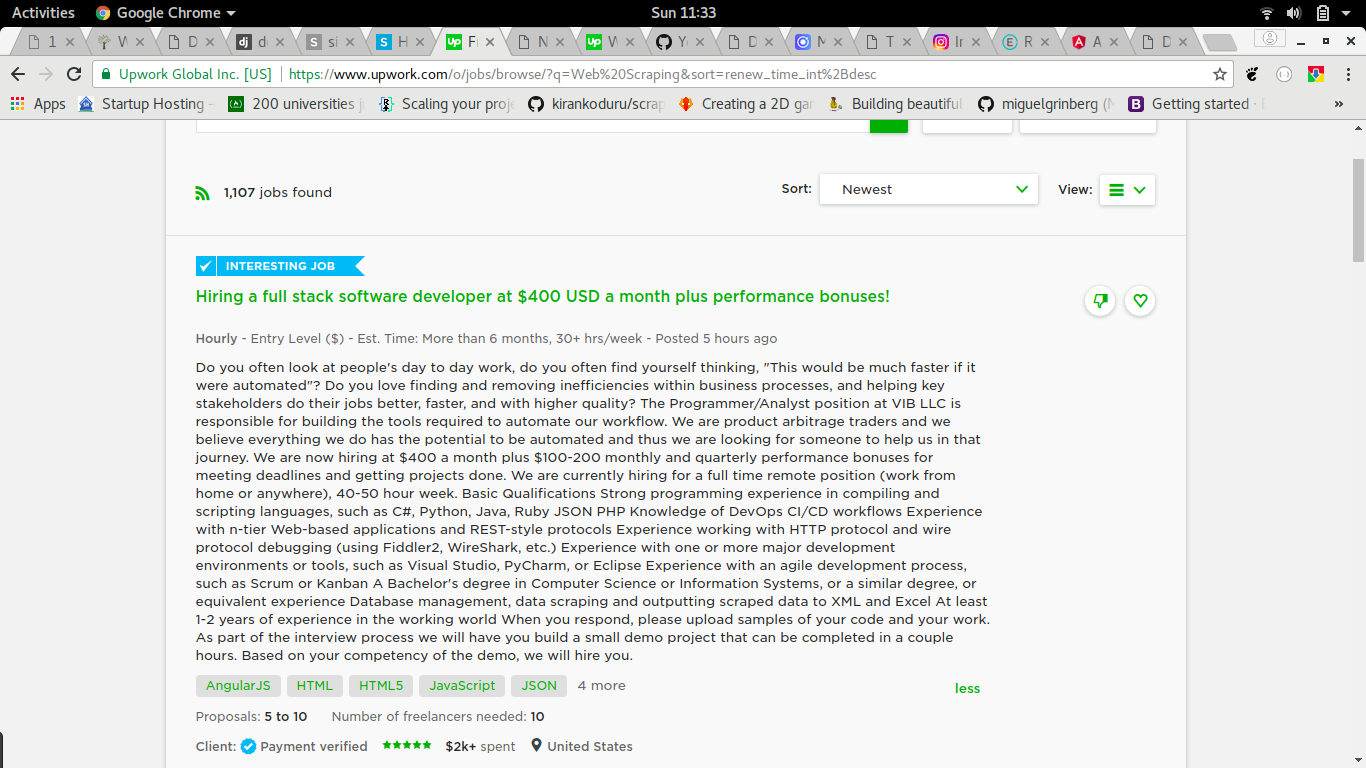 Activities Google Chrome Sun 11:33
1 W D dj d S si S H Up Fr N Up W Y D M T In R A D
Upwork Global Inc. [US] https://www.upwork.com/o/jobs/browse/?q=Web%20Scraping&sort=renew_time_int%2Bdesc
Apps Startup Hosting - 200 universities Scaling your proje kirankoduru/scrap Creating a 2D ga Building beautiful miguelgrinberg (M B Getting started · »
1,107 jobs found Sort: Newest View:
INTERESTING JOB
Hiring a full stack software developer at $400 USD a month plus performance bonuses!
Hourly - Entry Level ($) - Est. Time: More than 6 months, 30+ hrs/week - Posted 5 hours ago
Do you often look at people's day to day work, do you often find yourself thinking, "This would be much faster if it
were automated"? Do you love finding and removing inefficiencies within business processes, and helping key
stakeholders do their jobs better, faster, and with higher quality? The Programmer/Analyst position at VIB LLC is
responsible for building the tools required to automate our workflow. We are product arbitrage traders and we
believe everything we do has the potential to be automated and thus we are looking for someone to help us in that
journey. We are now hiring at $400 a month plus $100-200 monthly and quarterly performance bonuses for
meeting deadlines and getting projects done. We are currently hiring for a full time remote position (work from
home or anywhere), 40-50 hour week. Basic Qualifications Strong programming experience in compiling and
scripting languages, such as C#, Python, Java, Ruby JSON PHP Knowledge of DevOps CI/CD workflows Experience
with n-tier Web-based applications and REST-style protocols Experience working with HTTP protocol and wire
protocol debugging (using Fiddler2, WireShark, etc.) Experience with one or more major development
environments or tools, such as Visual Studio, PyCharm, or Eclipse Experience with an agile development process,
such as Scrum or Kanban A Bachelor's degree in Computer Science or Information Systems, or a similar degree, or
equivalent experience Database management, data scraping and outputting scraped data to XML and Excel At least
1-2 years of experience in the working world When you respond, please upload samples of your code and your work.
As part of the interview process we will have you build a small demo project that can be completed in a couple
hours. Based on your competency of the demo, we will hire you.
AngularJS HTML HTML5 JavaScript JSON 4 more less
Proposals: 5 to 10 Number of freelancers needed: 10
Client: Payment verified $2k+ spent United States